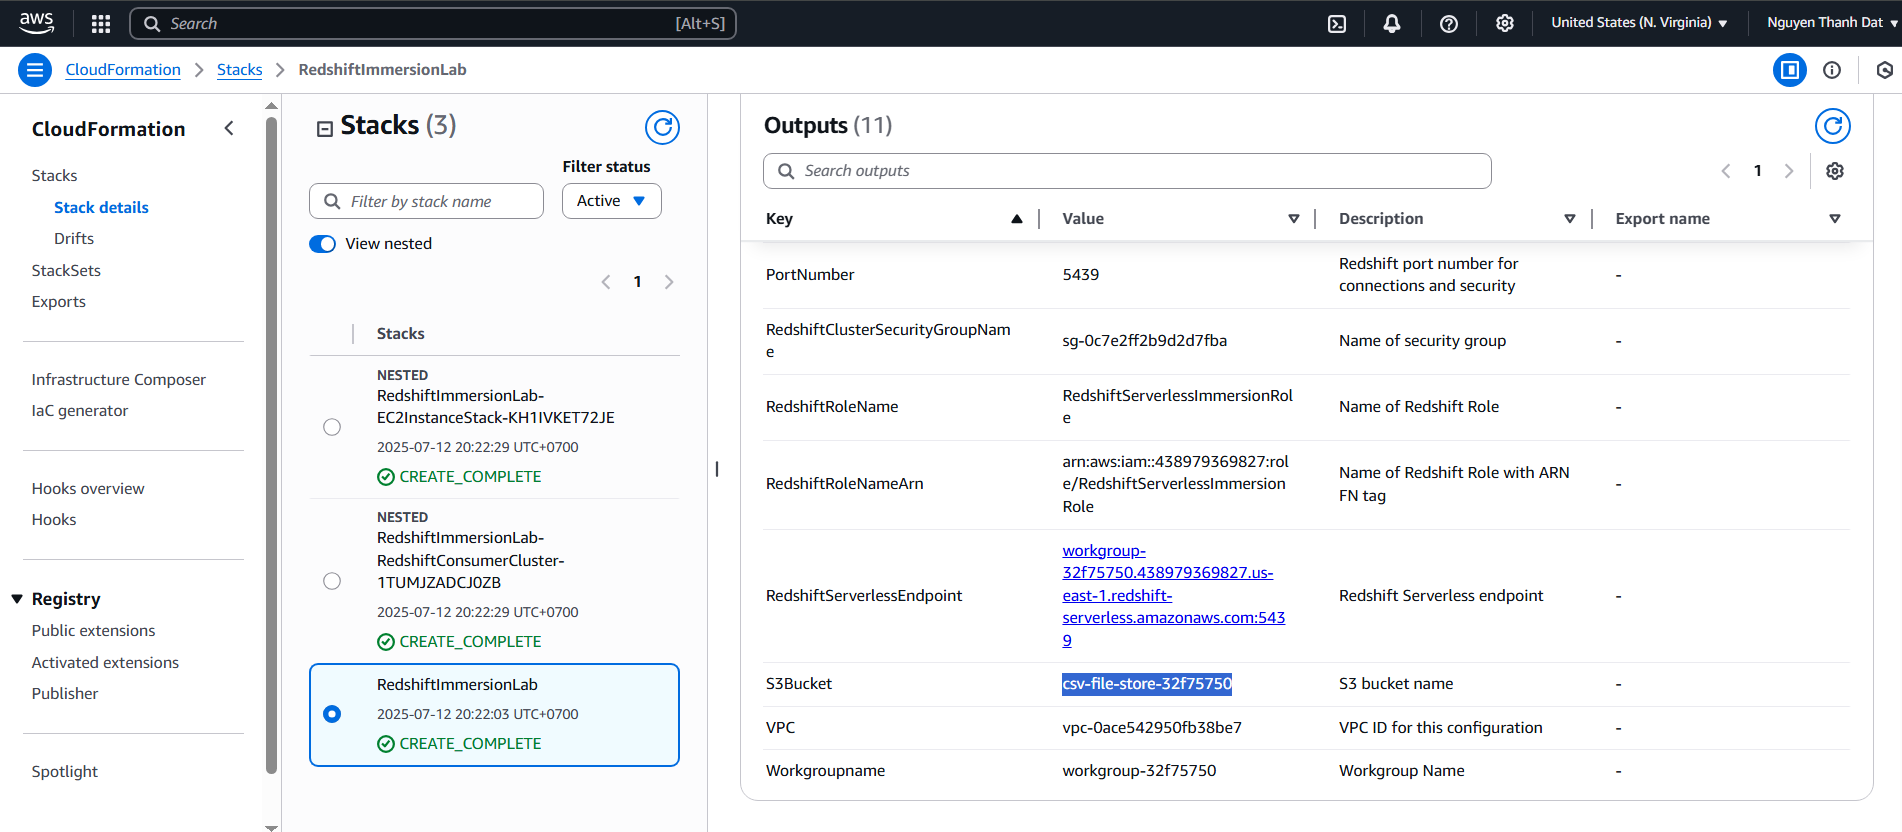 aws
Search
[Alt+S]
United States (N. Virginia)
Nguyen Thanh Dat
CloudFormation
Stacks
RedshiftImmersionLab
CloudFormation
Stacks
Stack details
Drifts
StackSets
Exports
Infrastructure Composer
IaC generator
Hooks overview
Hooks
Registry
Public extensions
Activated extensions
Publisher
Spotlight
Stacks (3)
Filter status
Filter by stack name
Active
View nested
1
Stacks
NESTED
RedshiftImmersionLab-
EC2InstanceStack-KH1IVKET72JE
2025-07-12 20:22:29 UTC+0700
CREATE_COMPLETE
NESTED
RedshiftImmersionLab-
RedshiftConsumerCluster-
1TUMJZADCJ0ZB
2025-07-12 20:22:29 UTC+0700
CREATE_COMPLETE
RedshiftImmersionLab
2025-07-12 20:22:03 UTC+0700
CREATE_COMPLETE
Outputs (11)
Search outputs
1
Key
Value
Description
Export name
PortNumber
5439
Redshift port number for
connections and security
-
RedshiftClusterSecurityGroupNam
e
sg-0c7e2ff2b9d2d7fba
Name of security group
-
RedshiftRoleName
RedshiftServerlessImmersionRol
e
Name of Redshift Role
-
RedshiftRoleNameArn
arn:aws:iam::438979369827:rol
e/RedshiftServerlessImmersion
Role
Name of Redshift Role with ARN
FN tag
-
RedshiftServerlessEndpoint
workgroup-
32f75750.438979369827.us-
east-1.redshift-
serverless.amazonaws.com:543
9
Redshift Serverless endpoint
-
S3Bucket
csv-file-store-32f75750
S3 bucket name
-
VPC
vpc-0ace542950fb38be7
VPC ID for this configuration
-
Workgroupname
workgroup-32f75750
Workgroup Name
-